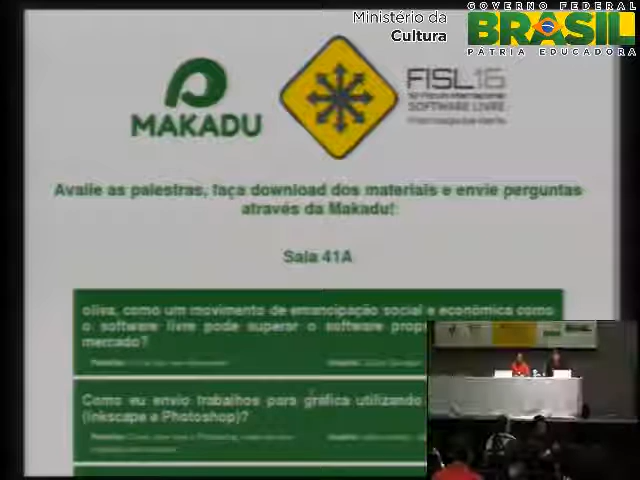 Ministério da
Cultura
GOVERNO FEDERAL
BRASIL
PÁTRIA EDUCADORA
MAKADU
FISL16
SOFTWARE LIVRE
Avalie as palestras, faça download dos materiais e envie perguntas
através da Makadu!
Sala 41A
oliva, como um movimento de emancipação social e econômica como
o software livre pode superar o software
mercado?
Como eu envio trabalhos para gráfica utilizando
(Inkscape e Photoshop)?